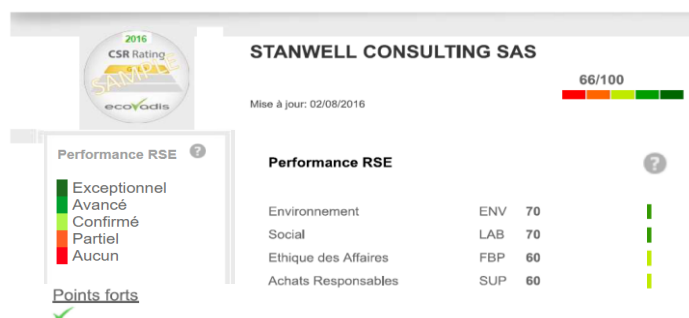 2016
CSR Rating
SAMPLE
ecovadis
STANWELL CONSULTING SAS
66/100
Mise à jour: 02/08/2016
Performance RSE ?
Exceptionnel
Avancé
Confirmé
Partiel
Aucun
Points forts
Performance RSE ?
Environnement ENV 70
Social LAB 70
Ethique des Affaires FBP 60
Achats Responsables SUP 60